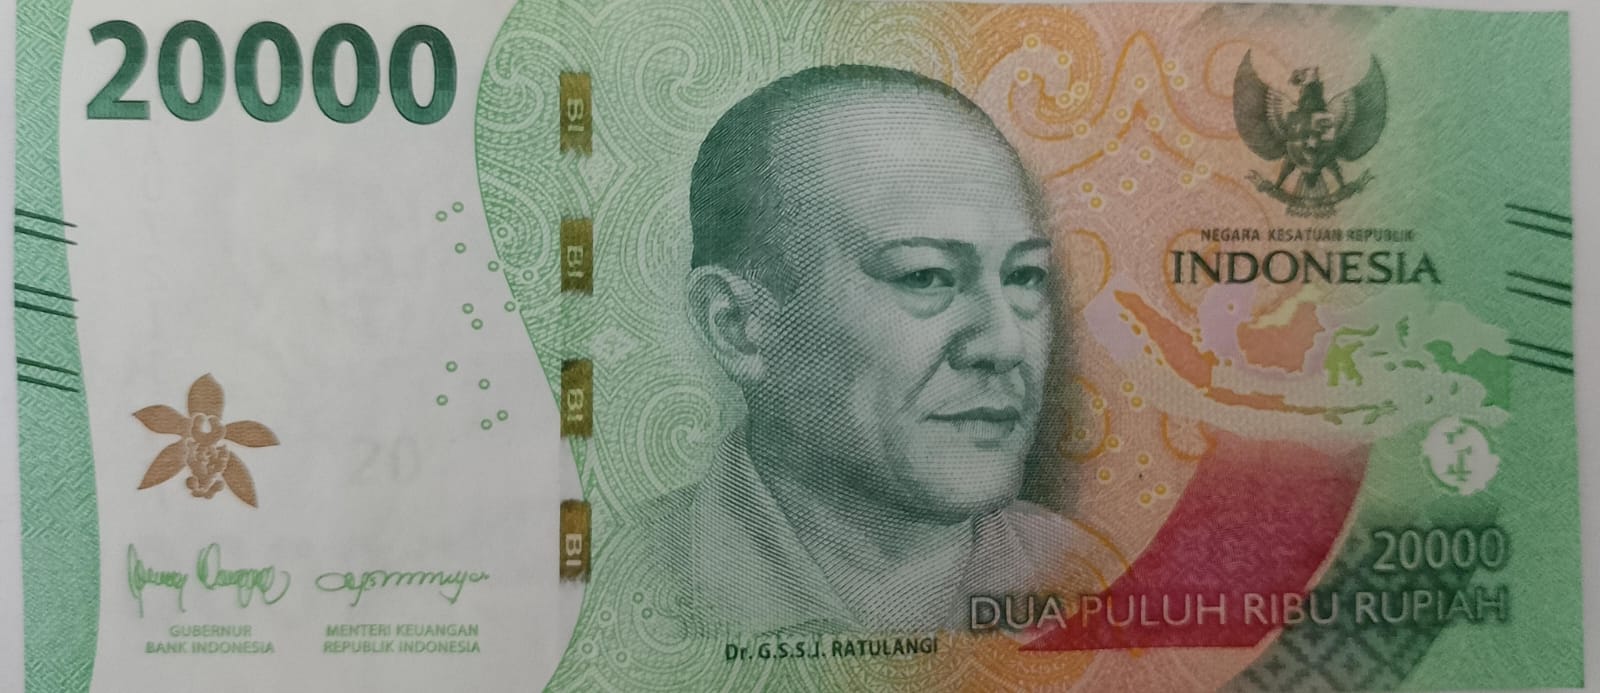 20000
NEGARA KESATUAN REPUBLIK
INDONESIA
BI
BI
BI
BI
20
20000
DUA PULUH RIBU RUPIAH
Dr. G.S.S.J. RATULANGI
GUBERNUR
BANK INDONESIA
MENTERI KEUANGAN
REPUBLIK INDONESIA